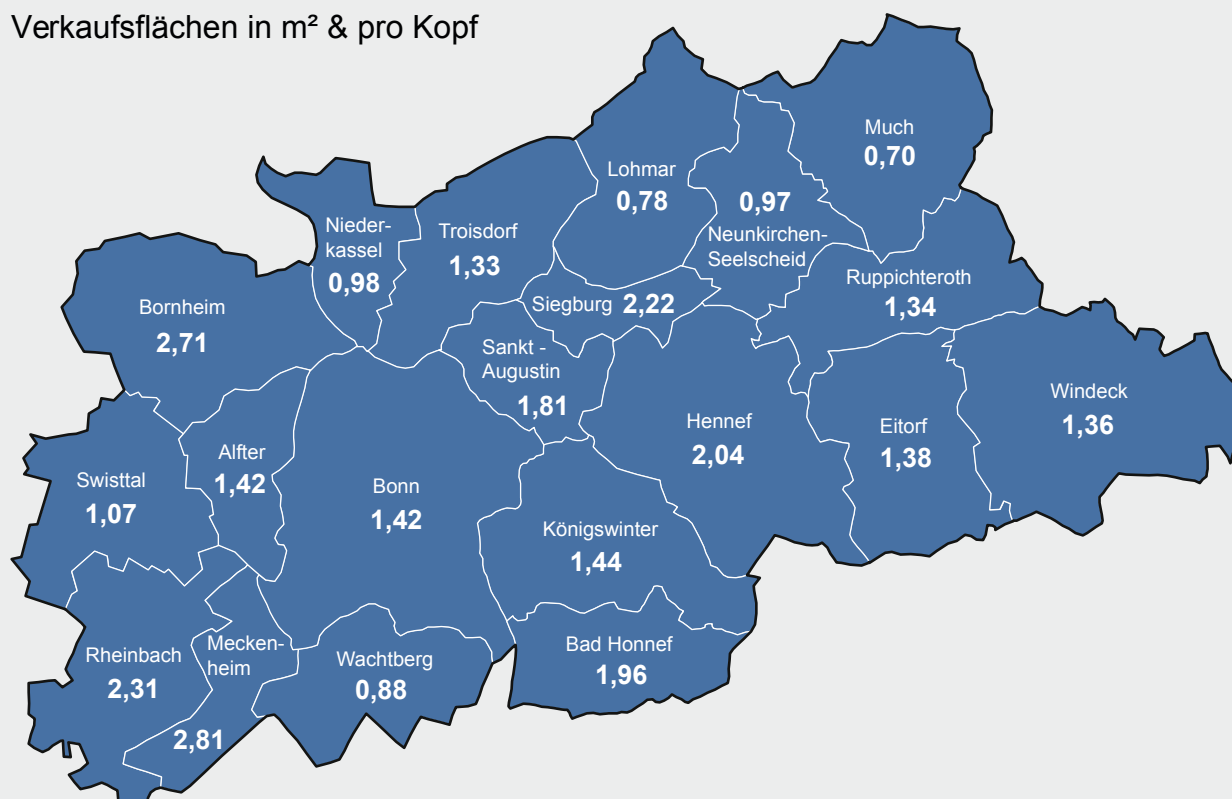 Verkaufsflächen in m² & pro Kopf
Much
0,70
Lohmar
0,78
0,97
Neunkirchen-
Seelscheid
Nieder-
kassel
0,98
Troisdorf
1,33
Ruppichteroth
1,34
Siegburg 2,22
Bornheim
2,71
Sankt -
Augustin
1,81
Windeck
1,36
Hennef
2,04
Eitorf
1,38
Alfter
1,42
Swisttal
1,07
Bonn
1,42
Königswinter
1,44
Rheinbach
2,31
Mecken-
heim
2,81
Wachtberg
0,88
Bad Honnef
1,96